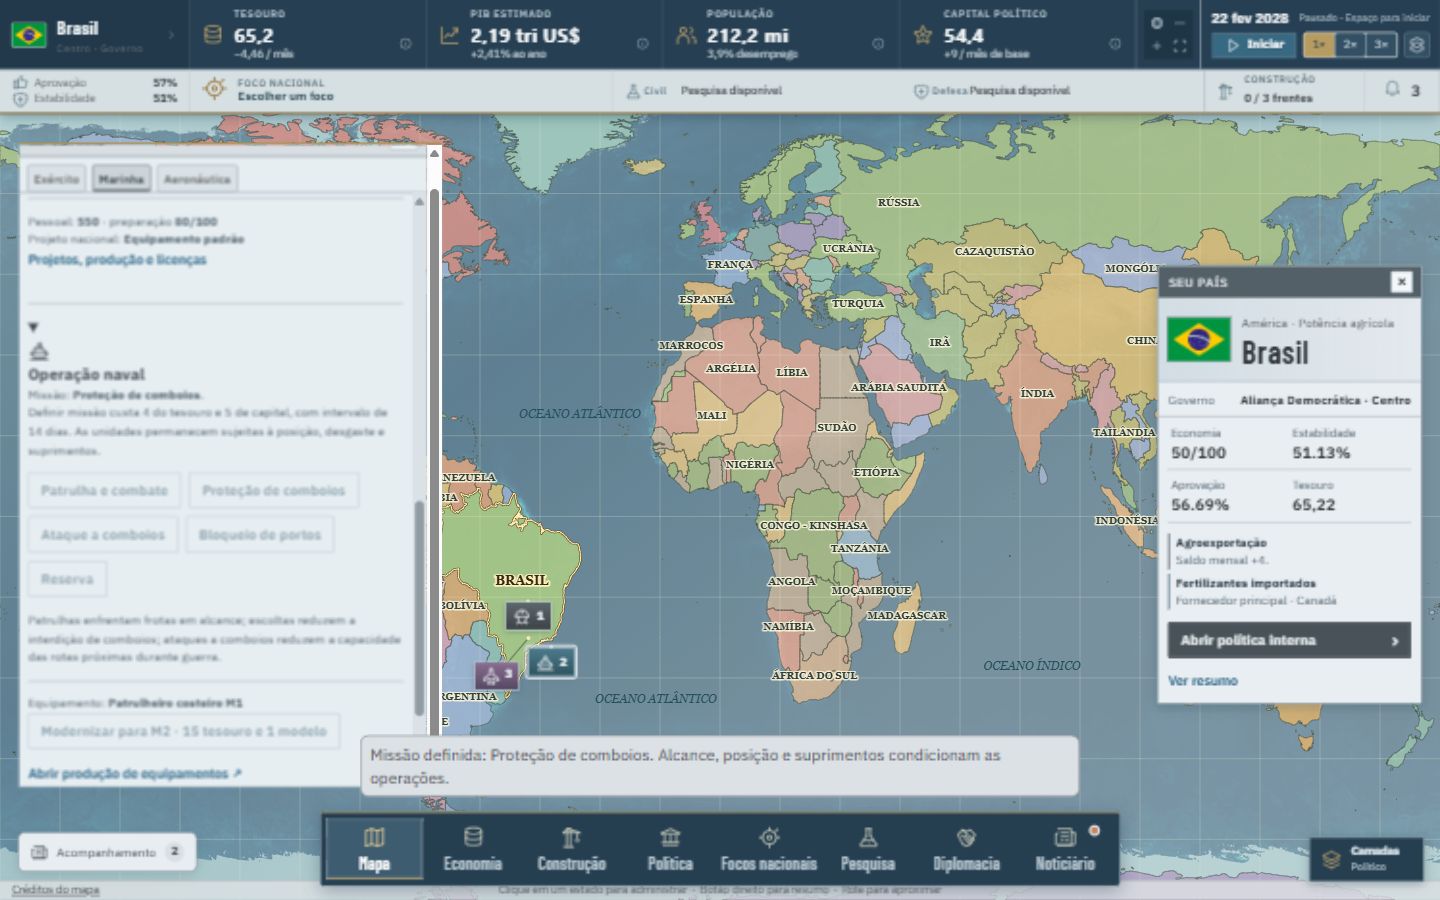 Brasil
Centro · Governo
TESOURO
65,2
−4,46 / mês
PIB ESTIMADO
2,19 tri US$
+2,41% ao ano
POPULAÇÃO
212,2 mi
3,9% desemprego
CAPITAL POLÍTICO
54,4
+9 / mês de base
22 fev 2028
Pausado · Espaço para iniciar
Iniciar
1×
2×
3×
Aprovação 57%
Estabilidade 51%
FOCO NACIONAL
Escolher um foco
Civil Pesquisa disponível
Defesa Pesquisa disponível
CONSTRUÇÃO
0 / 3 frentes
3
Exército
Marinha
Aeronáutica
Pessoal: 550 · preparação 80/100
Projeto nacional: Equipamento padrão
Projetos, produção e licenças
Operação naval
Missão: Proteção de comboios.
Definir missão custa 4 do tesouro e 5 de capital, com intervalo de
14 dias. As unidades permanecem sujeitas à posição, desgaste e
suprimentos.
Patrulha e combate
Proteção de comboios
Ataque a comboios
Bloqueio de portos
Reserva
Patrulhas enfrentam frotas em alcance; escoltas reduzem a
interdição de comboios; ataques a comboios reduzem a capacidade
das rotas próximas durante guerra.
Equipamento: Patrulheiro costeiro M1
Modernizar para M2 · 15 tesouro e 1 modelo
Abrir produção de equipamentos ↗
RÚSSIA
UCRÂNIA
CAZAQUISTÃO
FRANÇA
MONGÓL
ESPANHA
TURQUIA
MARROCOS
IRÃ
CHIN
ARGÉLIA
LÍBIA
ARÁBIA SAUDITA
ÍNDIA
OCEANO ATLÂNTICO
MALI
SUDÃO
TAILÂNDIA
NIGÉRIA
ETIÓPIA
NEZUELA
BIA
CONGO - KINSHASA
INDONÉSIA
TANZÂNIA
BRASIL
ANGOLA
MOÇAMBIQUE
BOLÍVIA
MADAGASCAR
NAMÍBIA
1
2
3
ÁFRICA DO SUL
OCEANO ÍNDICO
RGENTINA
OCEANO ATLÂNTICO
E
SEU PAÍS
América · Potência agrícola
Brasil
Governo Aliança Democrática · Centro
Economia
50/100
Estabilidade
51.13%
Aprovação
56.69%
Tesouro
65,22
Agroexportação
Saldo mensal +4.
Fertilizantes importados
Fornecedor principal · Canadá
Abrir política interna
Ver resumo
Missão definida: Proteção de comboios. Alcance, posição e suprimentos condicionam as
operações.
Acompanhamento 2
Mapa
Economia
Construção
Política
Focos nacionais
Pesquisa
Diplomacia
Noticiário
Camadas
Político
Créditos do mapa
Clique em um estado para administrar · Botão direito para resumo · Role para aproximar